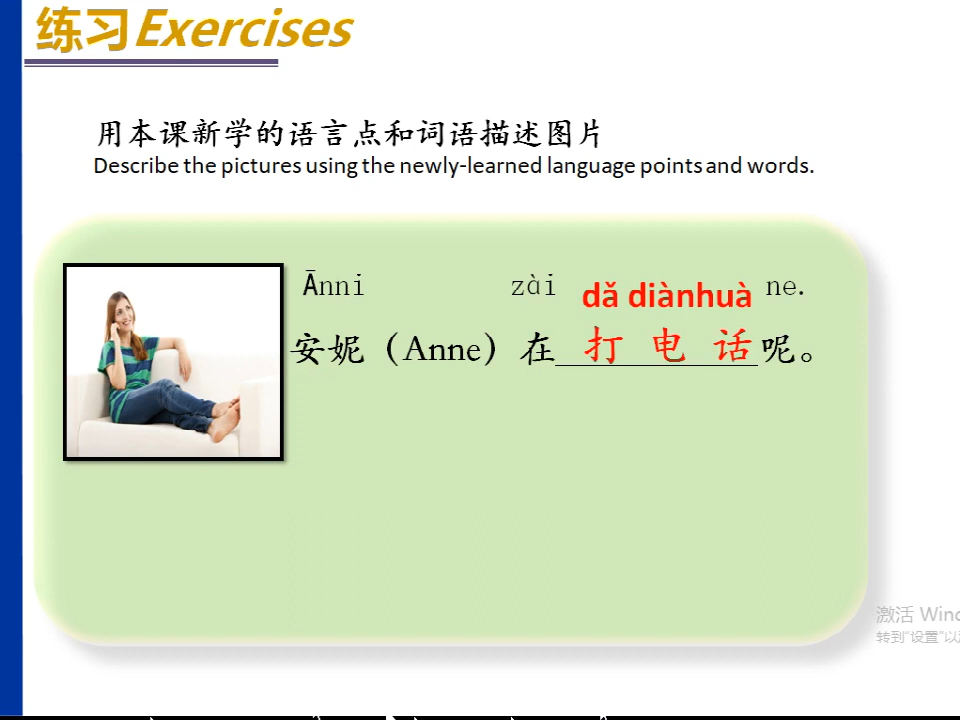 练习Exercises
用本课新学的语言点和词语描述图片
Describe the pictures using the newly-learned language points and words.
Ānni zài dǎ diànhuà ne.
安妮（Anne）在 打 电 话 呢。
激活 Winc
转到"设置"以